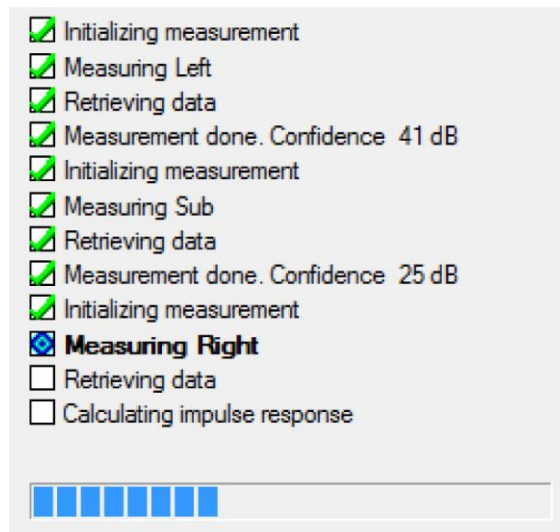 Initializing measurement
Measuring Left
Retrieving data
Measurement done. Confidence 41 dB
Initializing measurement
Measuring Sub
Retrieving data
Measurement done. Confidence 25 dB
Initializing measurement
Measuring Right
Retrieving data
Calculating impulse response